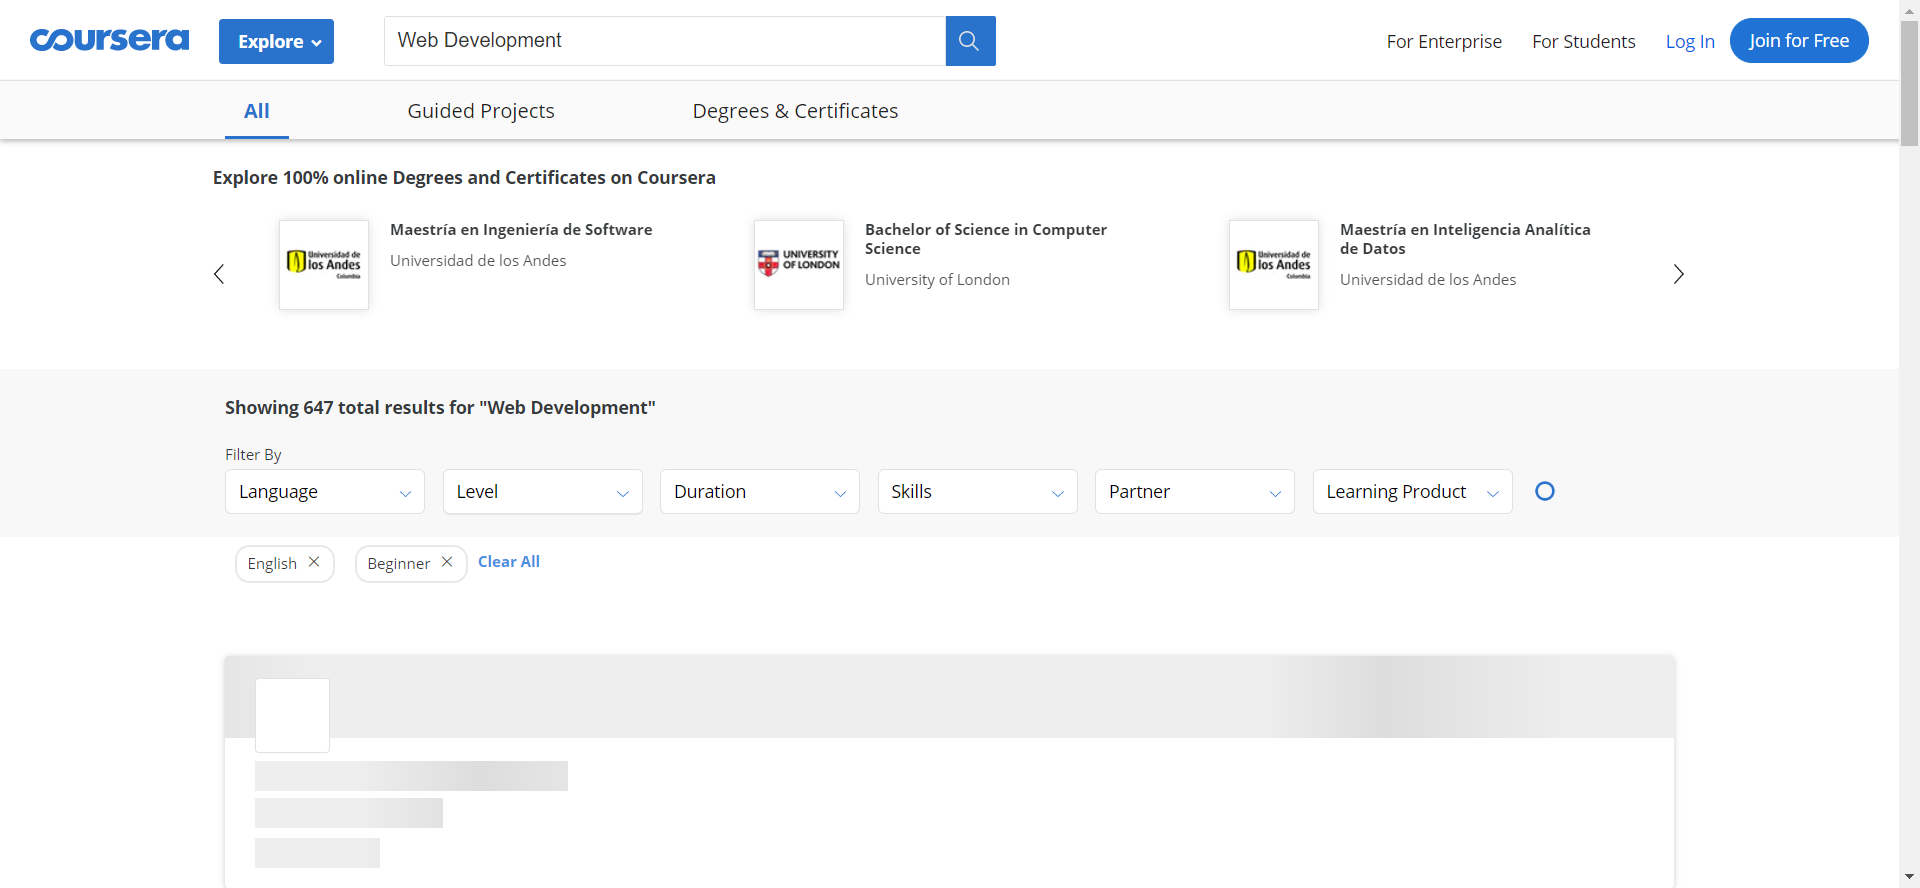 coursera
Explore
Web Development
For Enterprise
For Students
Log In
Join for Free
All
Guided Projects
Degrees & Certificates
Explore 100% online Degrees and Certificates on Coursera
Universidad de
los Andes
Colombia
Maestría en Ingeniería de Software
Universidad de los Andes
UNIVERSITY
OF LONDON
Bachelor of Science in Computer
Science
University of London
Universidad de
los Andes
Colombia
Maestría en Inteligencia Analítica
de Datos
Universidad de los Andes
Showing 647 total results for "Web Development"
Filter By
Language
Level
Duration
Skills
Partner
Learning Product
English
Beginner
Clear All